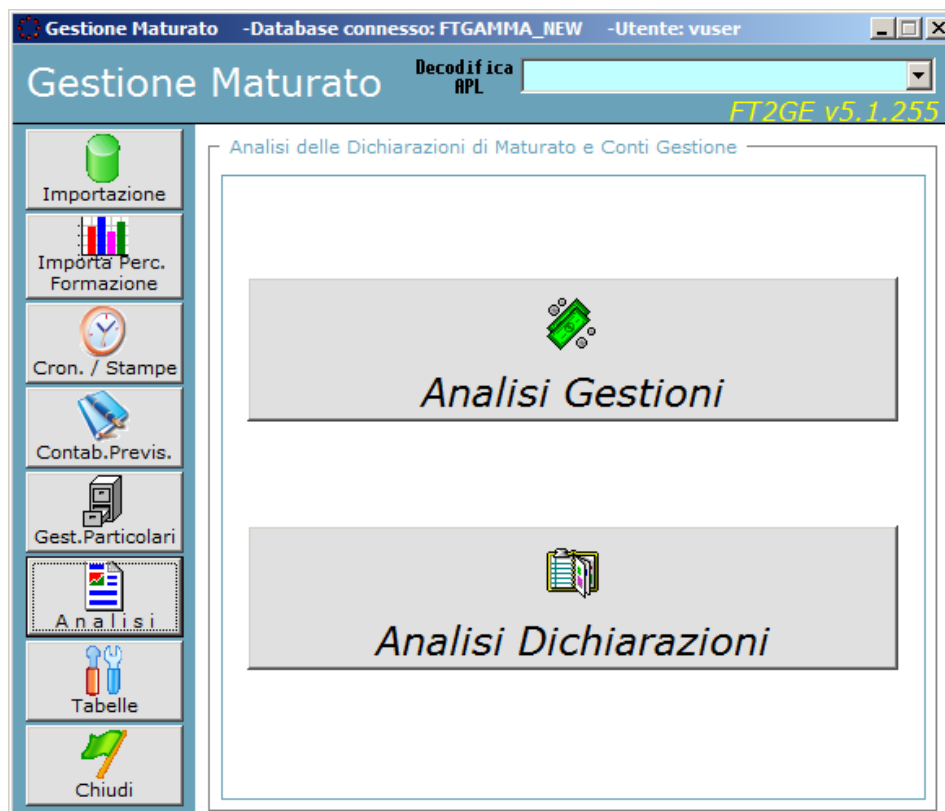 Gestione Maturato -Database connesso: FTGAMMA_NEW -Utente: vuser
Gestione Maturato
Decodifica
APL
FT2GE v5.1.255
Importazione
Importa Perc.
Formazione
Cron. / Stampe
Contab.Previs.
Gest.Particolari
A n a l i s i
Tabelle
Chiudi
Analisi delle Dichiarazioni di Maturato e Conti Gestione
Analisi Gestioni
Analisi Dichiarazioni